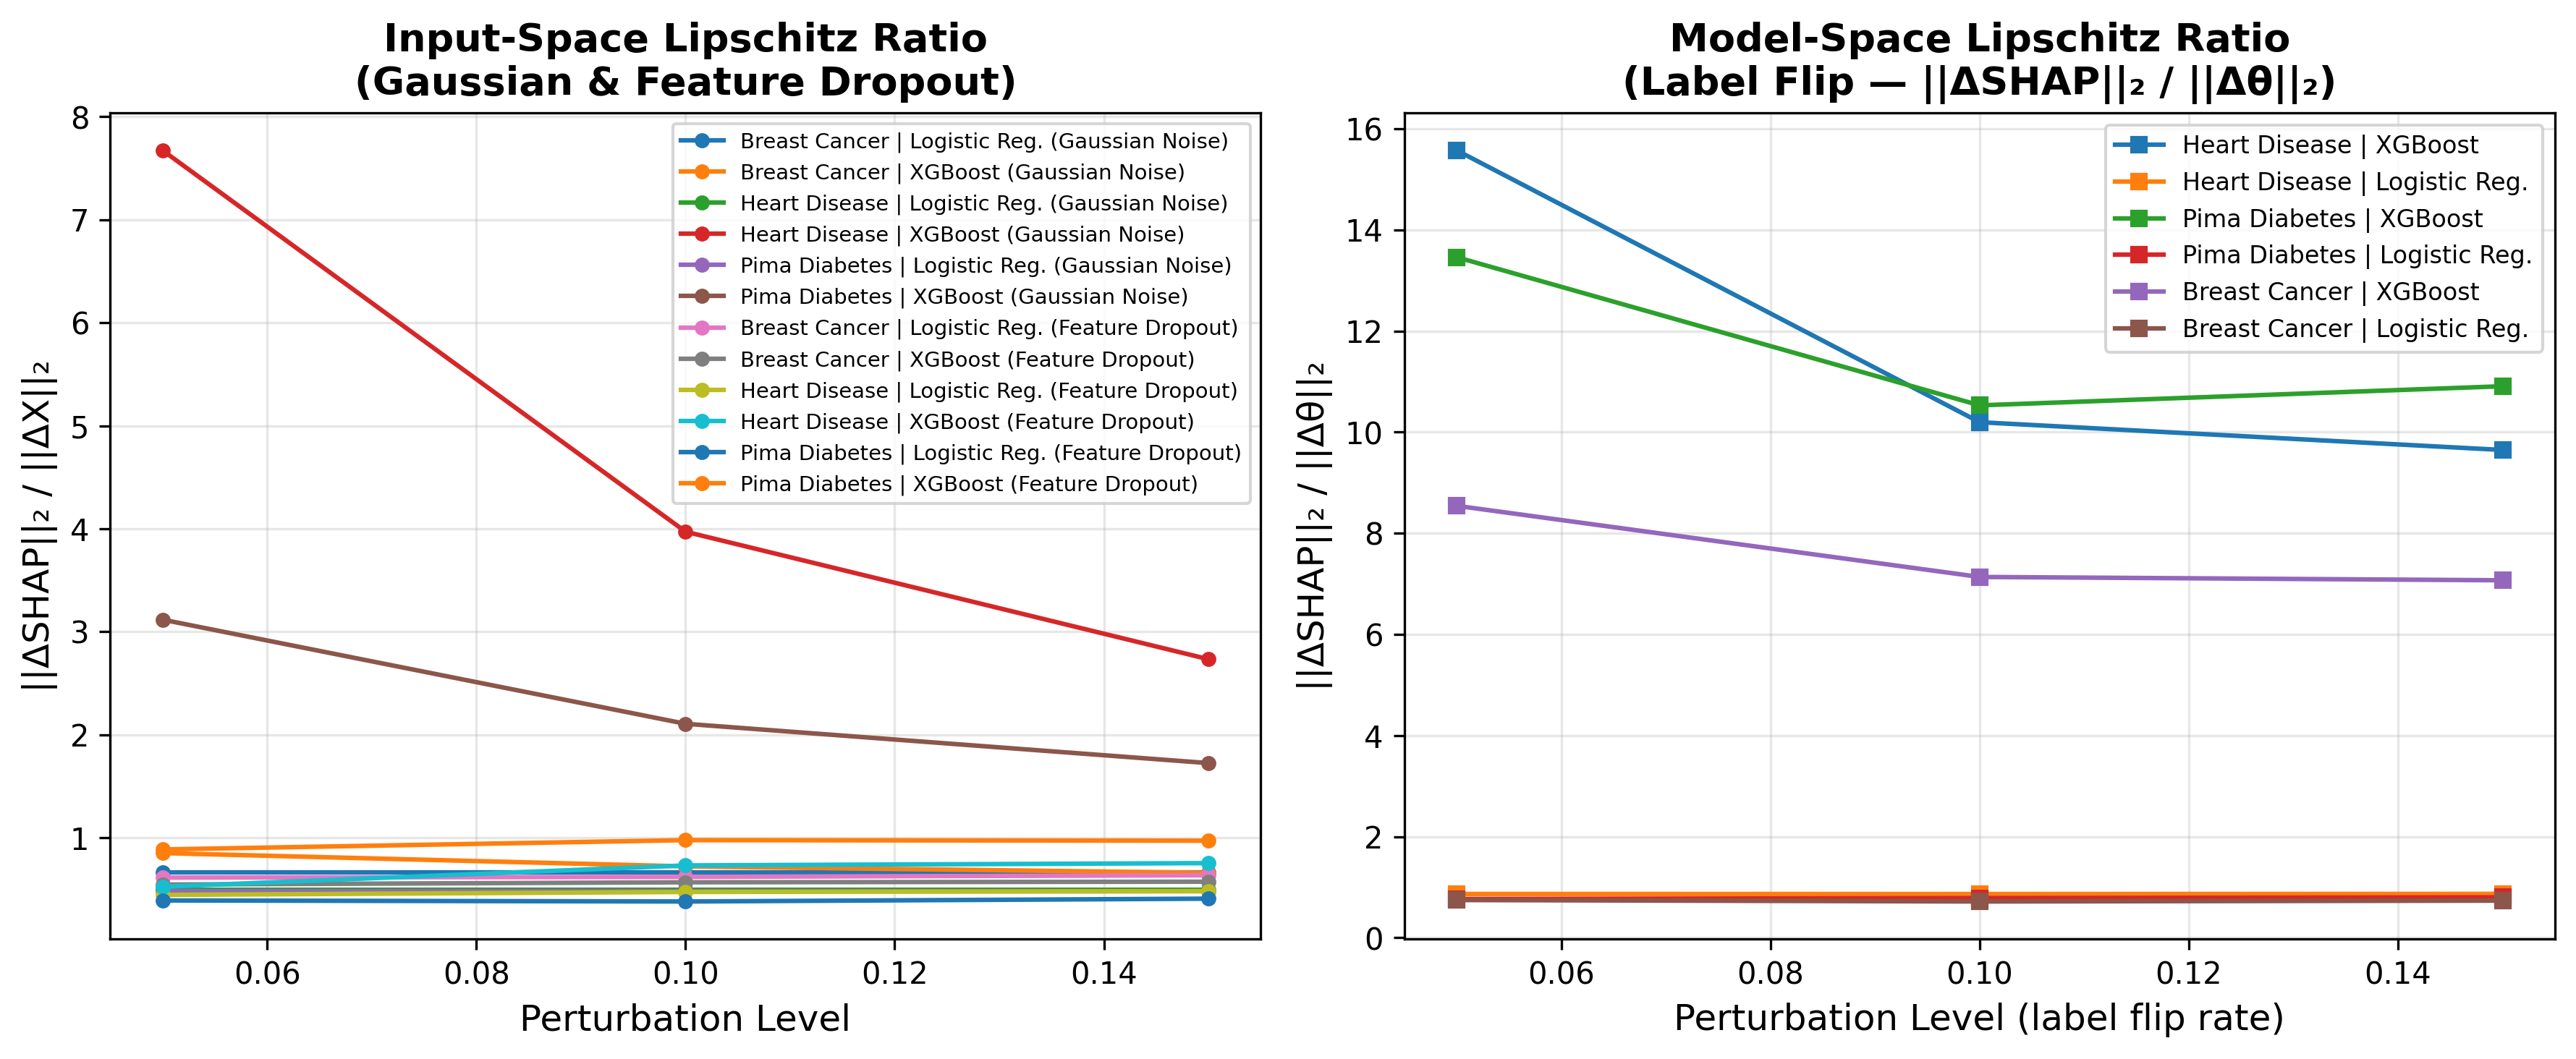 Input-Space Lipschitz Ratio
(Gaussian & Feature Dropout)
||ΔSHAP||₂ / ||ΔX||₂
8
7
6
5
4
3
2
1
Breast Cancer | Logistic Reg. (Gaussian Noise)
Breast Cancer | XGBoost (Gaussian Noise)
Heart Disease | Logistic Reg. (Gaussian Noise)
Heart Disease | XGBoost (Gaussian Noise)
Pima Diabetes | Logistic Reg. (Gaussian Noise)
Pima Diabetes | XGBoost (Gaussian Noise)
Breast Cancer | Logistic Reg. (Feature Dropout)
Breast Cancer | XGBoost (Feature Dropout)
Heart Disease | Logistic Reg. (Feature Dropout)
Heart Disease | XGBoost (Feature Dropout)
Pima Diabetes | Logistic Reg. (Feature Dropout)
Pima Diabetes | XGBoost (Feature Dropout)
0.06 0.08 0.10 0.12 0.14
Perturbation Level
Model-Space Lipschitz Ratio
(Label Flip — ||ΔSHAP||₂ / ||Δθ||₂)
||ΔSHAP||₂ / ||Δθ||₂
16
14
12
10
8
6
4
2
0
Heart Disease | XGBoost
Heart Disease | Logistic Reg.
Pima Diabetes | XGBoost
Pima Diabetes | Logistic Reg.
Breast Cancer | XGBoost
Breast Cancer | Logistic Reg.
0.06 0.08 0.10 0.12 0.14
Perturbation Level (label flip rate)